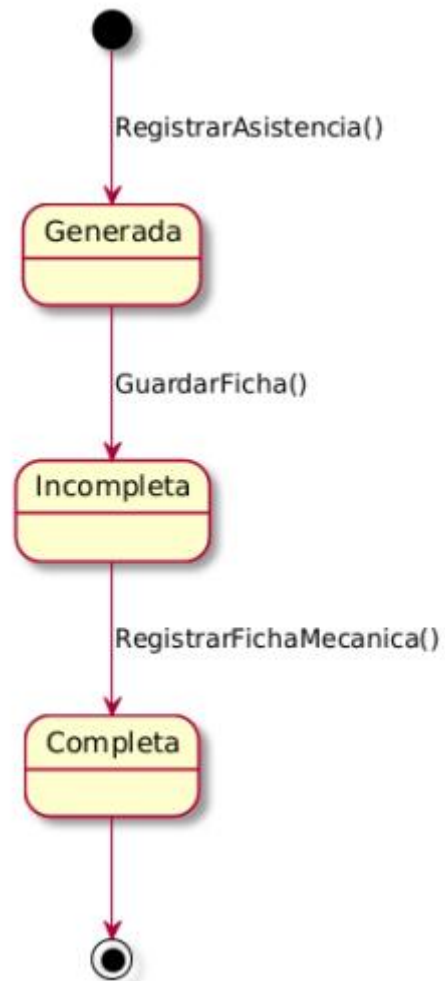 RegistrarAsistencia()
Generada
GuardarFicha()
Incompleta
RegistrarFichaMecanica()
Completa